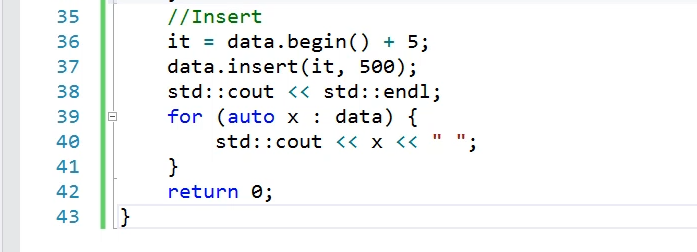 35 //Insert
36 it = data.begin() + 5;
37 data.insert(it, 500);
38 std::cout << std::endl;
39 for (auto x : data) {
40 std::cout << x << " ";
41 }
42 return 0;
43 }